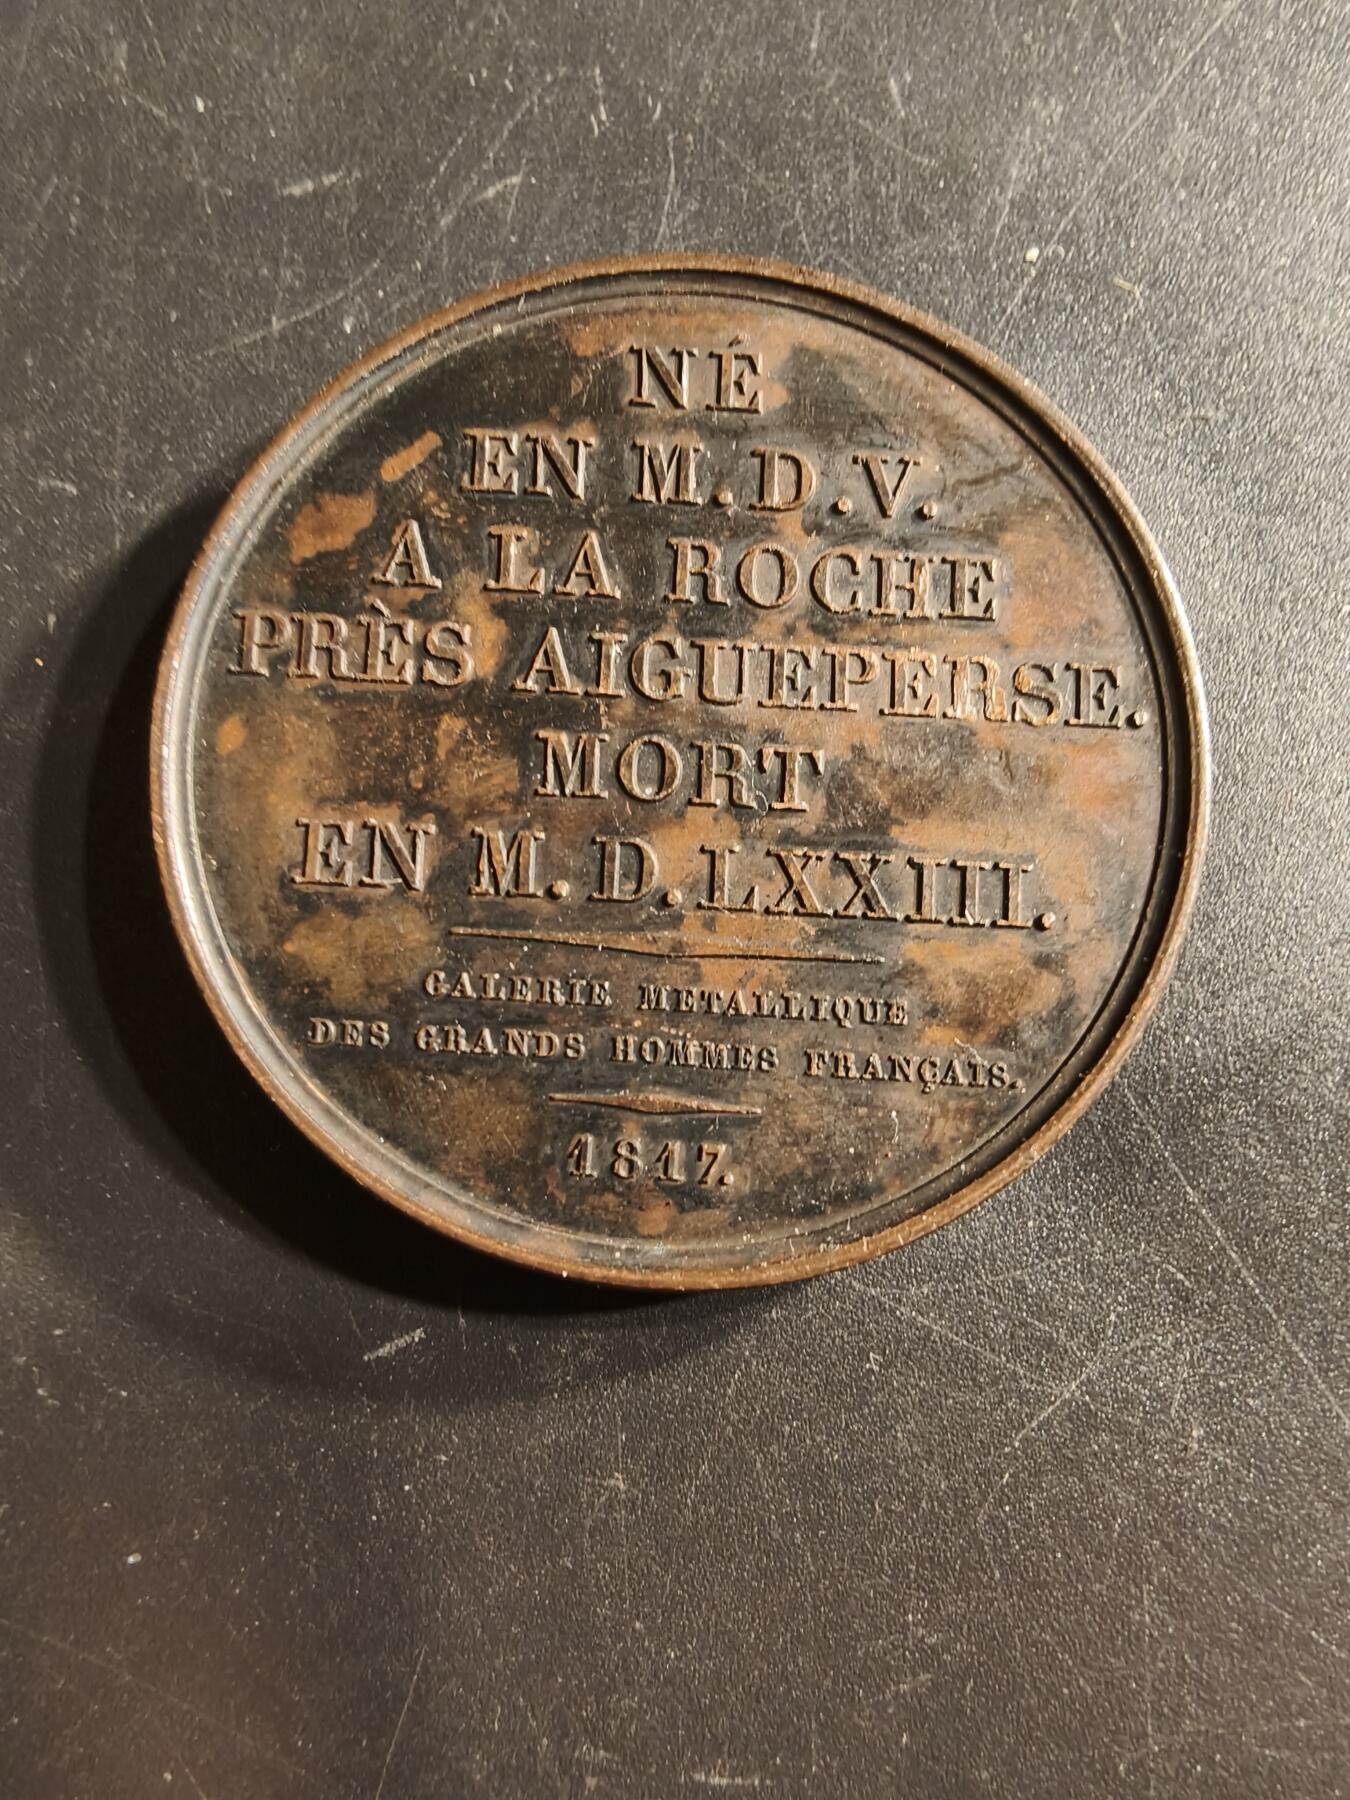 NÉ
EN M.D.V.
A LA ROCHE
PRÈS AIGUEPERSE.
MORT
EN M.D.LXXIII.
GALERIE METALLIQUE
DES GRANDS HOMMES FRANÇAIS.
1817.